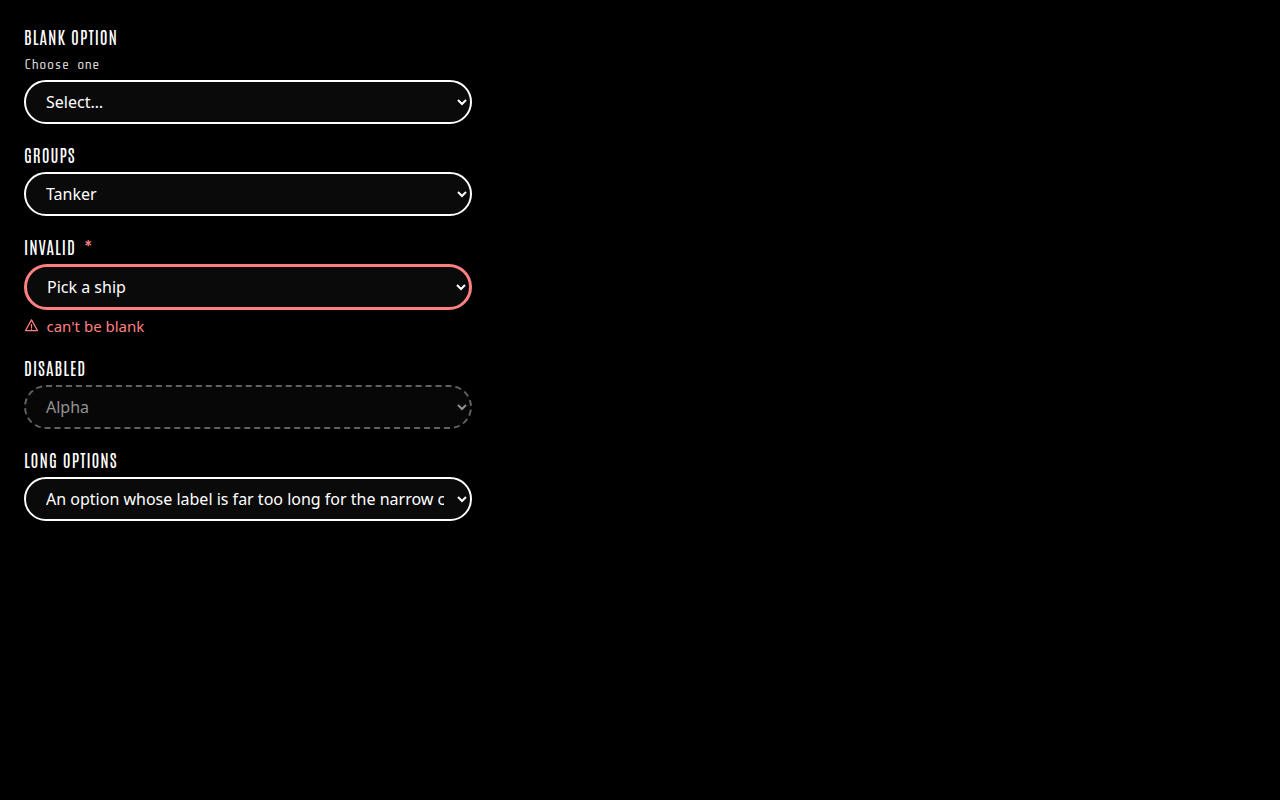 BLANK OPTION
Choose one
Select...
GROUPS
Tanker
INVALID *
Pick a ship
can't be blank
DISABLED
Alpha
LONG OPTIONS
An option whose label is far too long for the narrow c